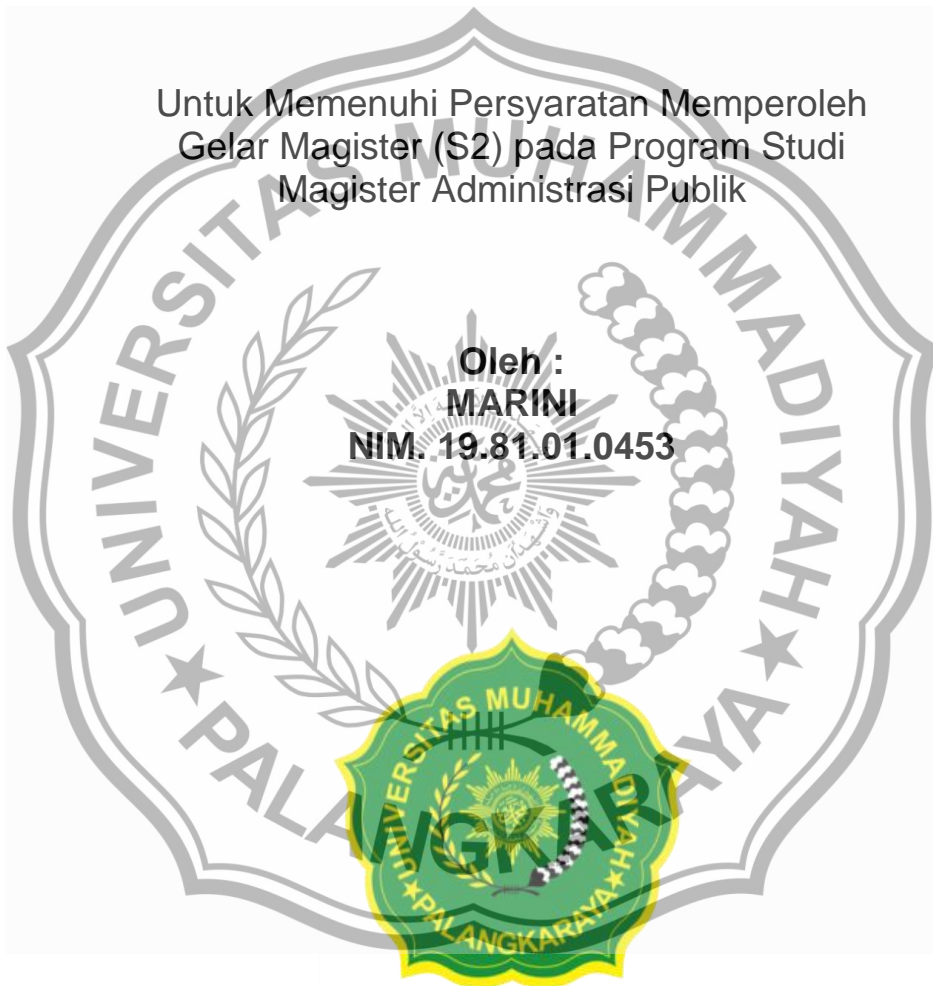 Untuk Memenuhi Persyaratan Memperoleh
Gelar Magister (S2) pada Program Studi
Magister Administrasi Publik
Oleh :
MARINI
NIM. 19.81.01.0453
UNIVERSITAS MUHAMMADIYAH
PALANGKARAYA
UNIVERSITAS MUHAMMADIYAH
PALANGKARAYA